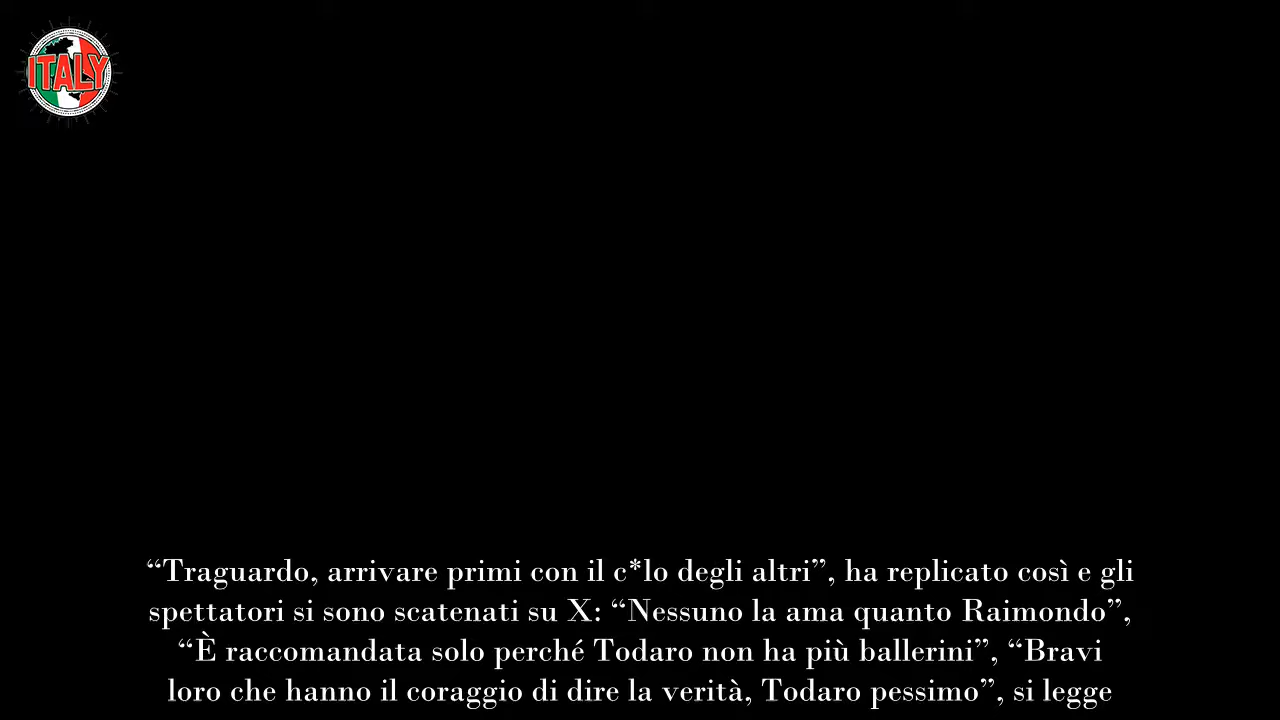 ITALY
“Traguardo, arrivare primi con il c*lo degli altri”, ha replicato così e gli
spettatori si sono scatenati su X: “Nessuno la ama quanto Raimondo”,
“È raccomandata solo perché Todaro non ha più ballerini”, “Bravi
loro che hanno il coraggio di dire la verità, Todaro pessimo”, si legge